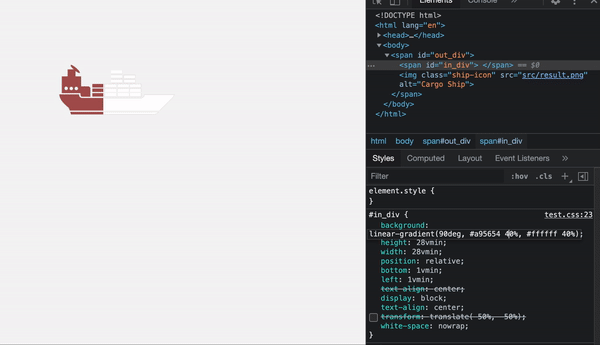 Elements
Console
»
<!DOCTYPE html>
<html lang="en">
<head>…</head>
<body>
<span id="out_div">
… <span id="in_div"> </span> == $0
<img class="ship-icon" src="src/result.png"
alt="Cargo Ship">
</span>
</body>
</html>
html body span#out_div span#in_div
Styles Computed Layout Event Listeners »
Filter :hov .cls +
element.style {
}
#in_div { test.css:23
background:
linear-gradient(90deg, #a95654 40%, #ffffff 40%);
height: 28vmin;
width: 28vmin;
position: relative;
bottom: 1vmin;
left: 1vmin;
text-align: center;
display: block;
text-align: center;
transform: translate(-50%, -50%);
white-space: nowrap;
}